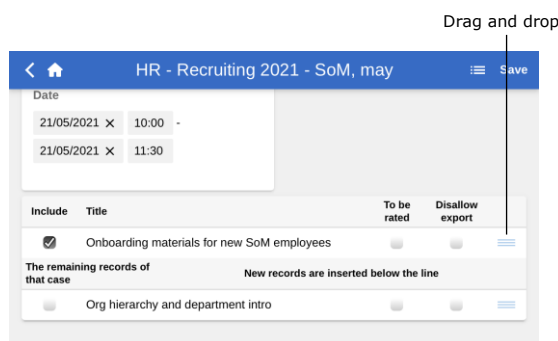 Drag and drop
HR - Recruiting 2021 - SoM, may
Save
Date
21/05/2021 × 10:00 -
21/05/2021 × 11:30
Include Title To be rated Disallow export
Onboarding materials for new SoM employees
The remaining records of that case New records are inserted below the line
Org hierarchy and department intro